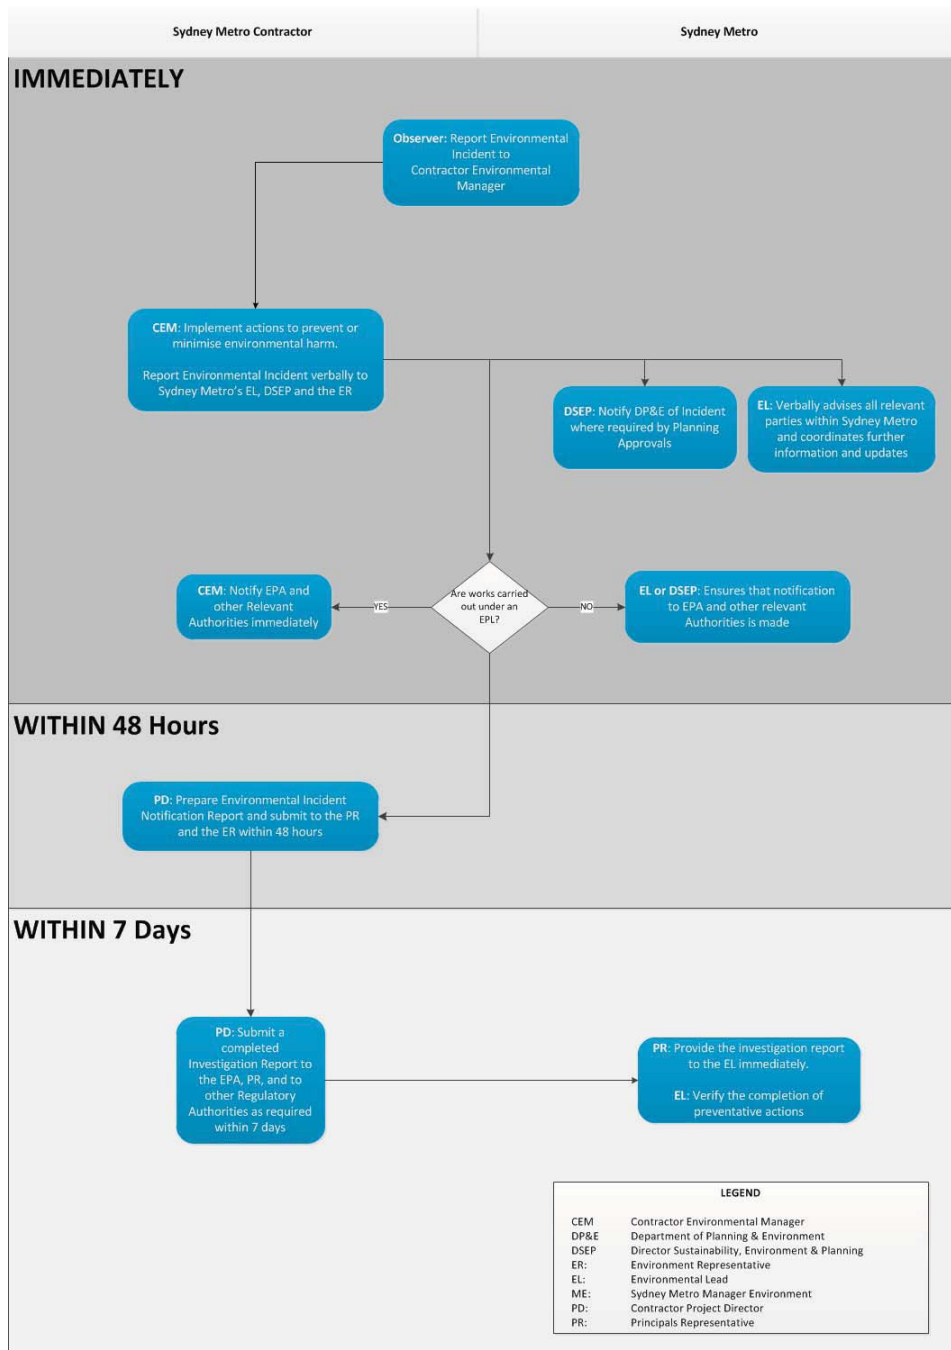 Sydney Metro Contractor
Sydney Metro
IMMEDIATELY
Observer: Report Environmental
Incident to
Contractor Environmental
Manager
CEM: Implement actions to prevent or
minimise environmental harm.
Report Environmental Incident verbally to
Sydney Metro's EL, DSEP and the ER
DSEP: Notify DP&E of Incident
where required by Planning
Approvals
EL: Verbally advises all relevant
parties within Sydney Metro
and coordinates further
information and updates
CEM: Notify EPA and
other Relevant
Authorities immediately
YES
Are works carried
out under an
EPL?
NO
EL or DSEP: Ensures that notification
to EPA and other relevant
Authorities is made
WITHIN 48 Hours
PD: Prepare Environmental Incident
Notification Report and submit to the PR
and the ER within 48 hours
WITHIN 7 Days
PD: Submit a
completed
Investigation Report to
the EPA, PR, and to
other Regulatory
Authorities as required
within 7 days
PR: Provide the investigation report
to the EL immediately.
EL: Verify the completion of
preventative actions
LEGEND
CEM Contractor Environmental Manager
DP&E Department of Planning & Environment
DSEP Director Sustainability, Environment & Planning
ER: Environment Representative
EL: Environmental Lead
ME: Sydney Metro Manager Environment
PD: Contractor Project Director
PR: Principals Representative